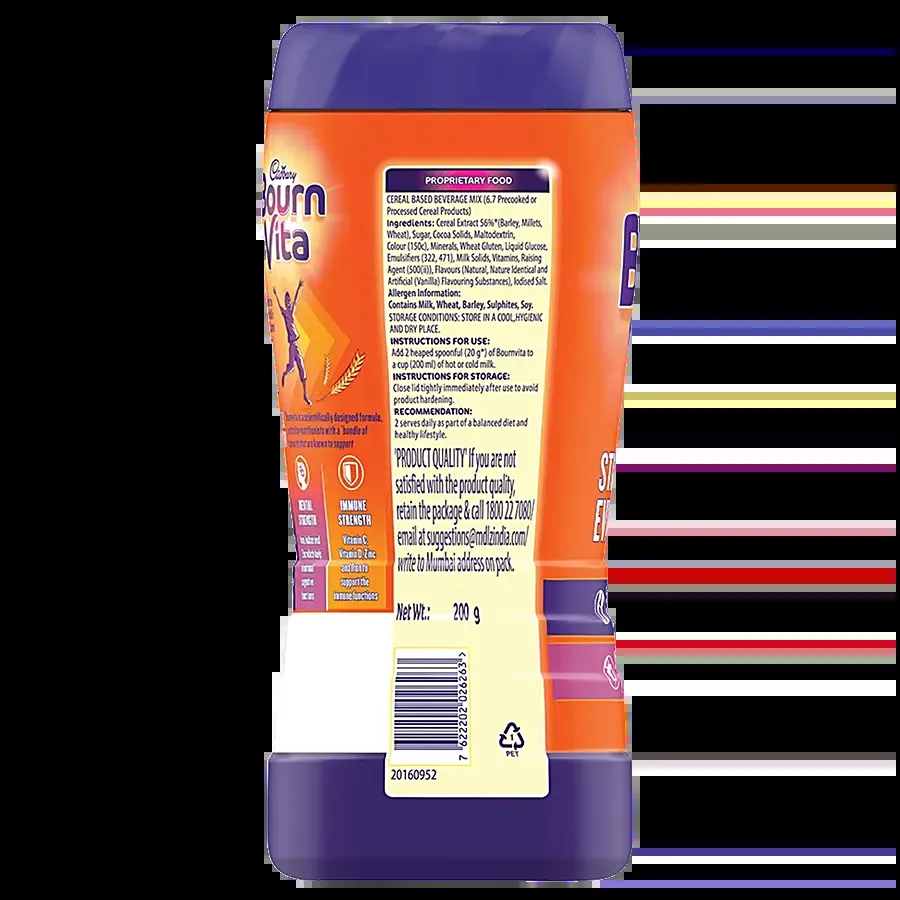 Cadbury
Bourn
Vita
MENTAL
STRENGTH
IMMUNE
STRENGTH
Vitamin C,
Vitamin D, Zinc
and Iron to
support the
immune functions
PROPRIETARY FOOD
CEREAL BASED BEVERAGE MIX (6.7 Precooked or
Processed Cereal Products)
Ingredients: Cereal Extract 56%*(Barley, Millets,
Wheat), Sugar, Cocoa Solids, Maltodextrin,
Colour (150c), Minerals, Wheat Gluten, Liquid Glucose,
Emulsifiers (322, 471), Milk Solids, Vitamins, Raising
Agent (500(ii)), Flavours (Natural, Nature Identical and
Artificial (Vanilla) Flavouring Substances), Iodised Salt.
Allergen Information:
Contains Milk, Wheat, Barley, Sulphites, Soy.
STORAGE CONDITIONS: STORE IN A COOL,HYGIENIC
AND DRY PLACE.
INSTRUCTIONS FOR USE:
Add 2 heaped spoonful (20 g*) of Bournvita to
a cup (200 ml) of hot or cold milk.
INSTRUCTIONS FOR STORAGE:
Close lid tightly immediately after use to avoid
product hardening.
RECOMMENDATION:
2 serves daily as part of a balanced diet and
healthy lifestyle.
'PRODUCT QUALITY' If you are not
satisfied with the product quality,
retain the package & call 1800 22 7080/
email at suggestions@mdlzindia.com/
write to Mumbai address on pack.
Net Wt.: 200 g
7 622202 026263 >
1
PET
20160952